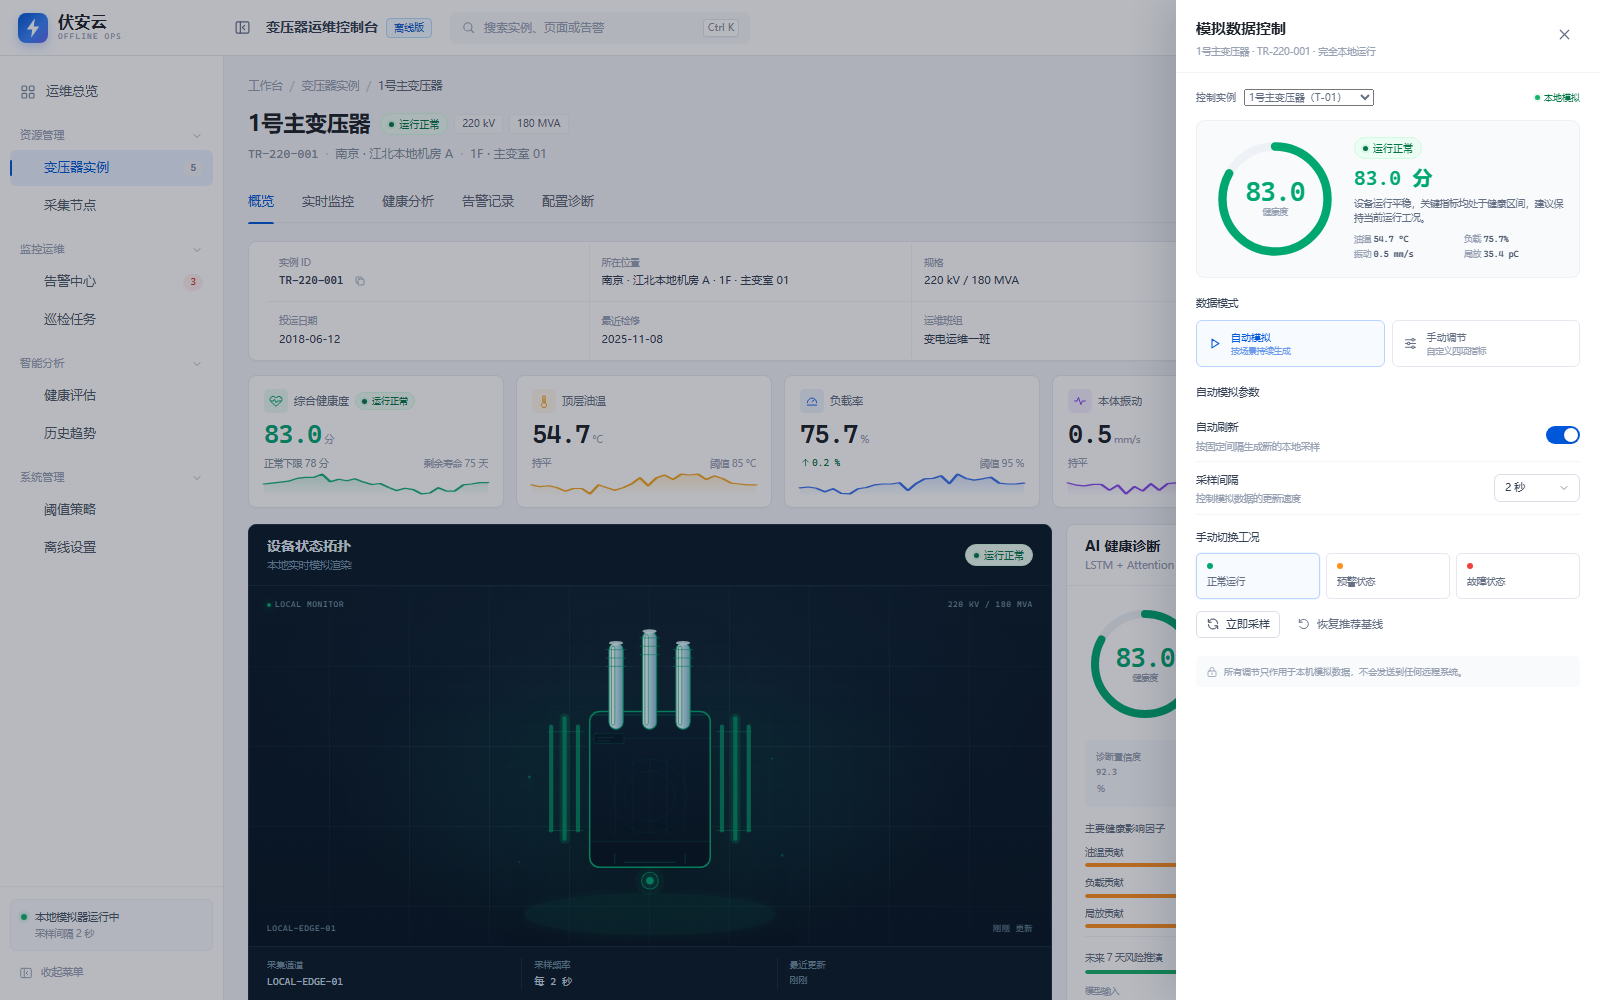 伏安云
OFFLINE OPS
变压器运维控制台
离线版
搜索实例、页面或告警
Ctrl K
运维总览
资源管理
变压器实例
5
采集节点
监控运维
告警中心
3
巡检任务
智能分析
健康评估
历史趋势
系统管理
阈值策略
离线设置
本地模拟器运行中
采样间隔 2 秒
收起菜单
工作台 / 变压器实例 / 1号主变压器
1号主变压器
运行正常
220 kV
180 MVA
TR-220-001 · 南京 · 江北本地机房 A · 1F · 主变室 01
概览
实时监控
健康分析
告警记录
配置诊断
实例 ID
TR-220-001
所在位置
南京 · 江北本地机房 A · 1F · 主变室 01
规格
220 kV / 180 MVA
投运日期
2018-06-12
最近检修
2025-11-08
运维班组
变电运维一班
综合健康度
运行正常
83.0 分
正常下限 78 分
剩余寿命 75 天
顶层油温
54.7 °C
持平
阈值 85 °C
负载率
75.7 %
↑ 0.2 %
阈值 95 %
本体振动
0.5 mm/s
持平
设备状态拓扑
本地实时模拟渲染
运行正常
LOCAL MONITOR
220 KV / 180 MVA
LOCAL-EDGE-01
刚刚 更新
采集通道
LOCAL-EDGE-01
采样频率
每 2 秒
最近更新
刚刚
AI 健康诊断
LSTM + Attention
83.0
健康度
诊断置信度
92.3
%
主要健康影响因子
油温贡献
负载贡献
局放贡献
未来 7 天风险推演
模型输入
模拟数据控制
1号主变压器 · TR-220-001 · 完全本地运行
控制实例
1号主变压器（T-01）
本地模拟
83.0
健康度
运行正常
83.0 分
设备运行平稳，关键指标均处于健康区间，建议保
持当前运行工况。
油温 54.7 °C
负载 75.7%
振动 0.5 mm/s
局放 35.4 pC
数据模式
自动模拟
按场景持续生成
手动调节
自定义四项指标
自动模拟参数
自动刷新
按固定间隔生成新的本地采样
采样间隔
控制模拟数据的更新速度
2 秒
手动切换工况
正常运行
预警状态
故障状态
立即采样
恢复推荐基线
所有调节只作用于本机模拟数据，不会发送到任何远程系统。